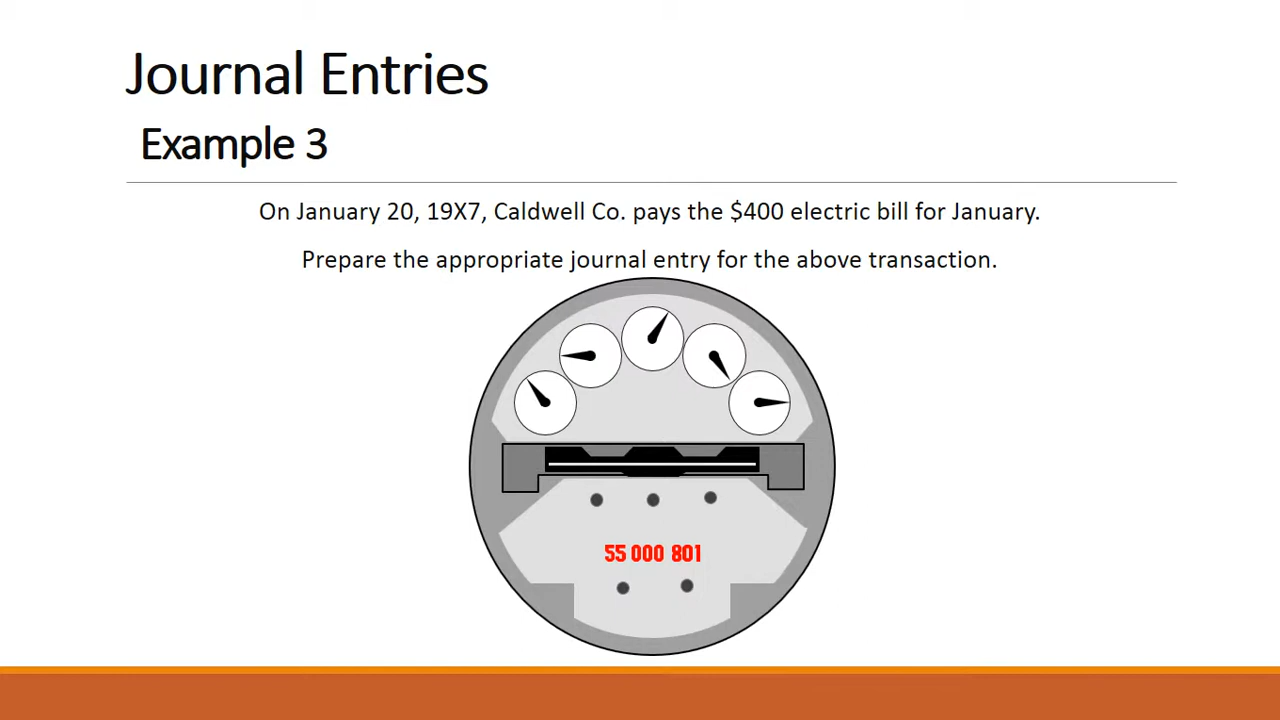 Journal Entries
Example 3
On January 20, 19X7, Caldwell Co. pays the $400 electric bill for January.
Prepare the appropriate journal entry for the above transaction.
55 000 801